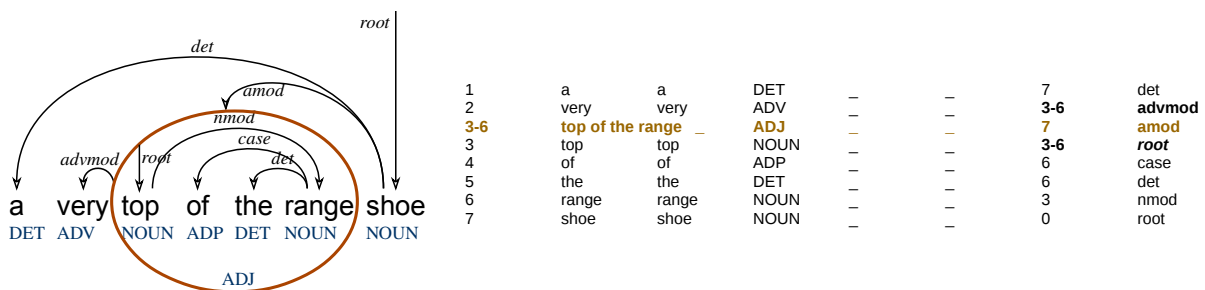 root
det
amod
nmod
case
advmod root det
a very top of the range shoe
DET ADV NOUN ADP DET NOUN NOUN
ADJ
1 a a DET _ _ 7 det
2 very very ADV _ _ 3-6 advmod
3-6 top of the range _ ADJ _ _ 7 amod
3 top top NOUN _ _ 3-6 root
4 of of ADP _ _ 6 case
5 the the DET _ _ 6 det
6 range range NOUN _ _ 3 nmod
7 shoe shoe NOUN _ _ 0 root